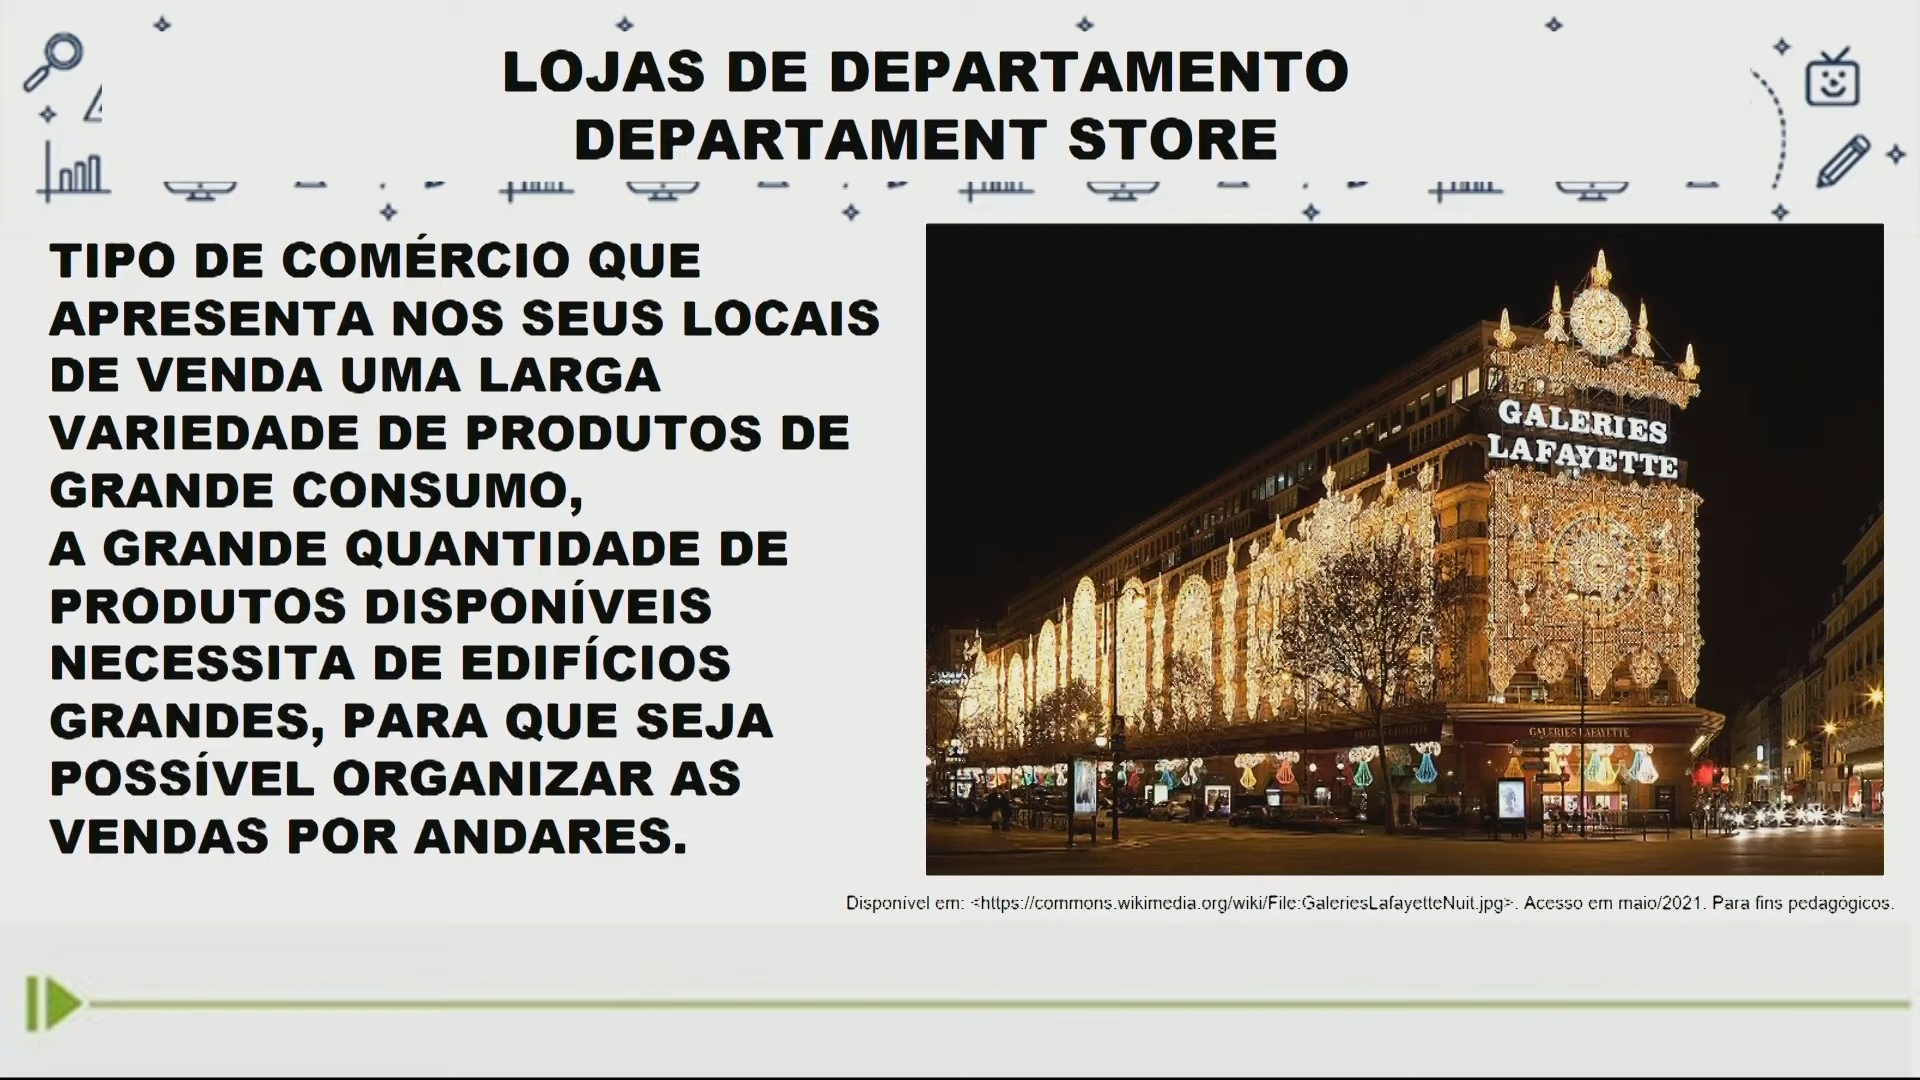 LOJAS DE DEPARTAMENTO
DEPARTAMENT STORE
TIPO DE COMÉRCIO QUE
APRESENTA NOS SEUS LOCAIS
DE VENDA UMA LARGA
VARIEDADE DE PRODUTOS DE
GRANDE CONSUMO,
A GRANDE QUANTIDADE DE
PRODUTOS DISPONÍVEIS
NECESSITA DE EDIFÍCIOS
GRANDES, PARA QUE SEJA
POSSÍVEL ORGANIZAR AS
VENDAS POR ANDARES.
GALERIES
LAFAYETTE
GALERIES LAFAYETTE
Disponível em: <https://commons.wikimedia.org/wiki/File:GaleriesLafayetteNuit.jpg>. Acesso em maio/2021. Para fins pedagógicos.